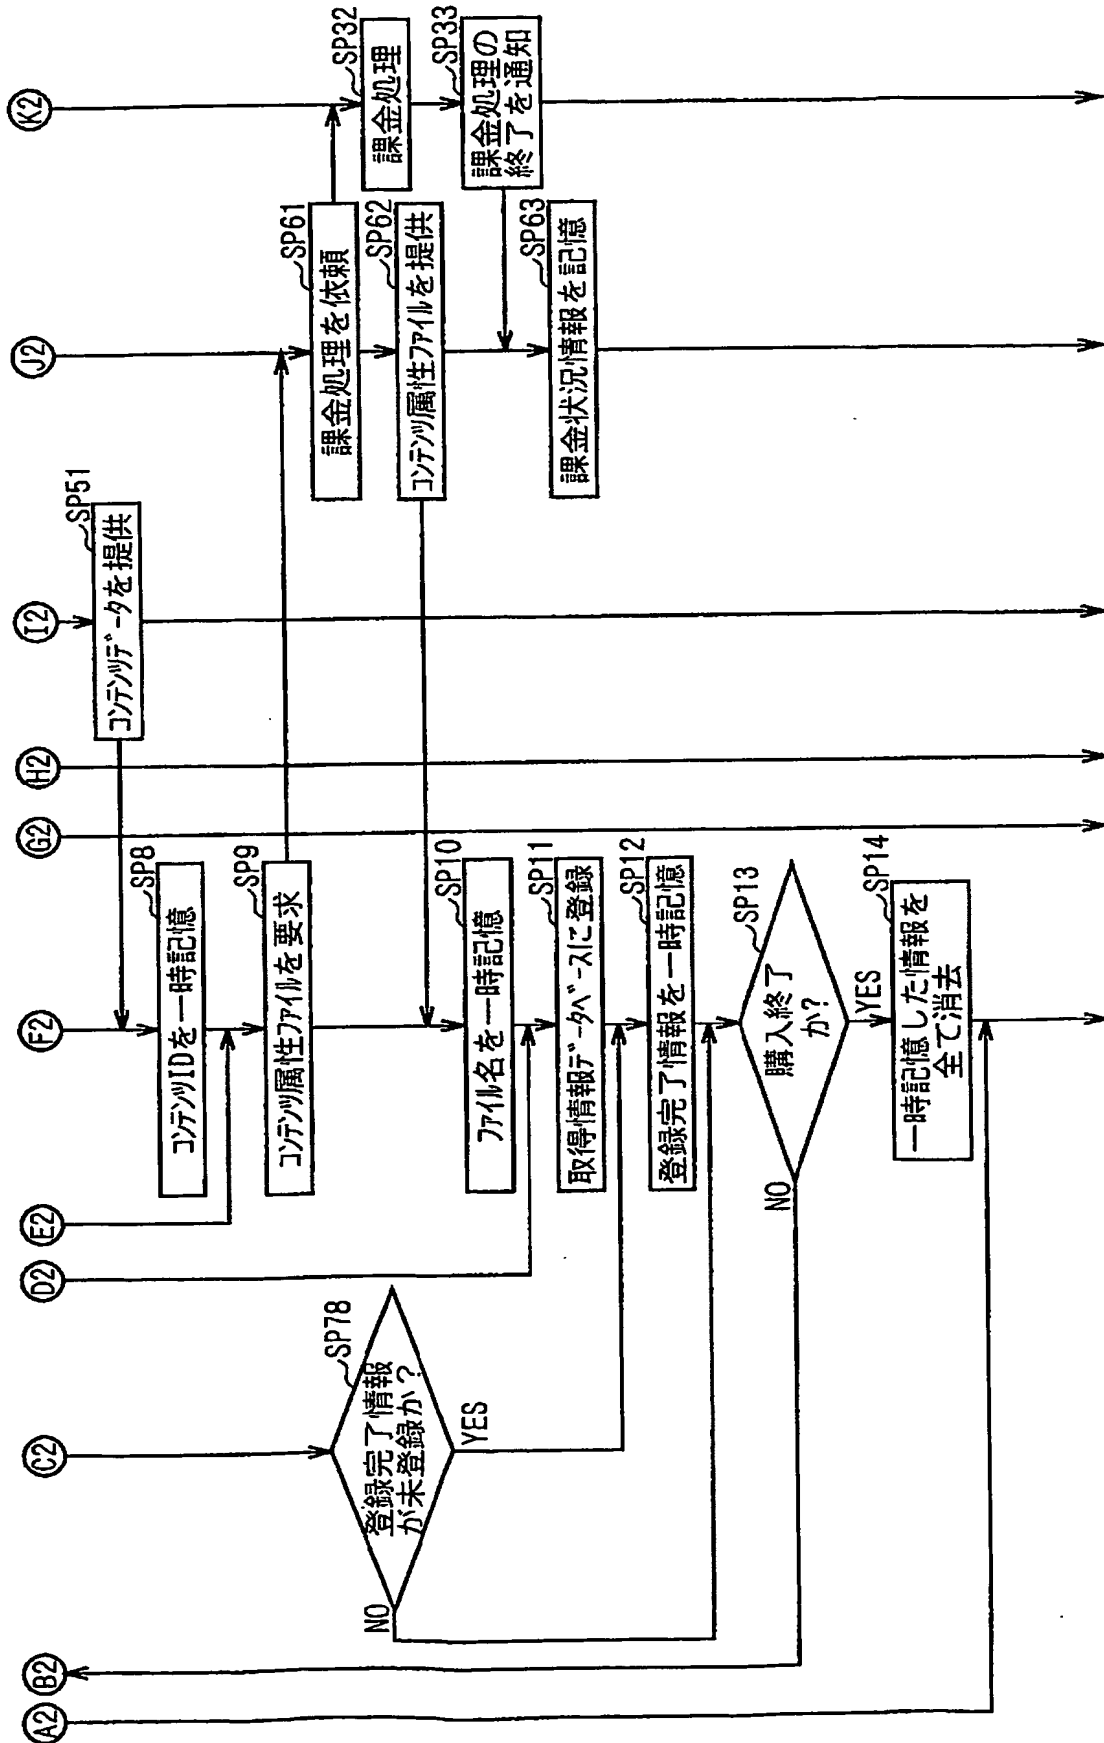 A2
B2
C2
D2
E2
F2
G2
H2
I2
J2
K2
SP51
コンテンツデータを提供
SP8
コンテンツIDを一時記憶
SP9
コンテンツ属性ファイルを要求
SP61
課金処理を依頼
SP32
課金処理
SP62
コンテンツ属性ファイルを提供
SP33
課金処理の
終了を通知
SP63
課金状況情報を記憶
SP78
登録完了情報
が未登録か?
NO
YES
SP10
ファイル名を一時記憶
SP11
取得情報データベースに登録
SP12
登録完了情報を一時記憶
SP13
購入終了
か?
NO
YES
SP14
一時記憶した情報を
全て消去